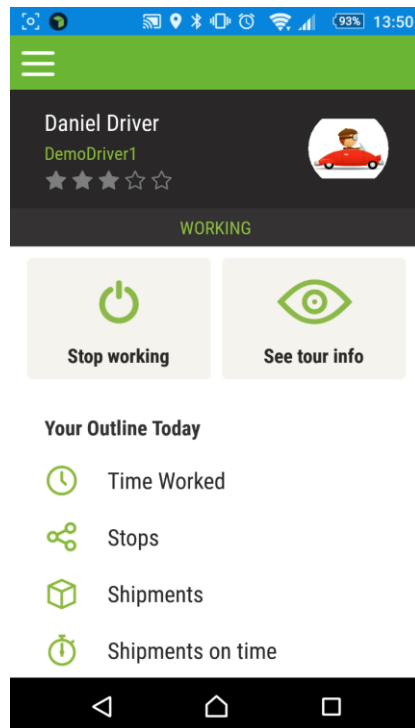 93% 13:50
Daniel Driver
DemoDriver1
WORKING
Stop working
See tour info
Your Outline Today
Time Worked
Stops
Shipments
Shipments on time